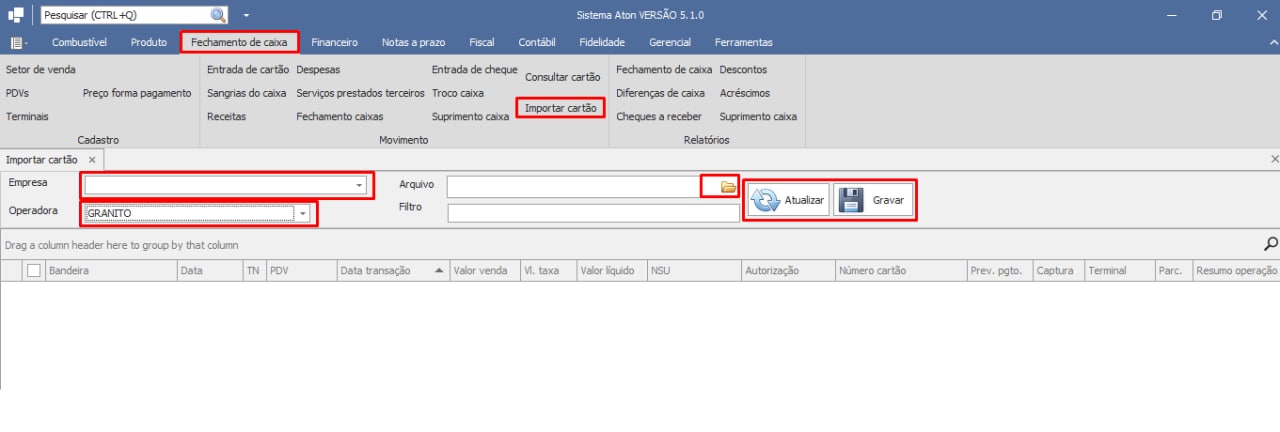 Pesquisar (CTRL+Q)
Sistema Aton VERSÃO 5.1.0
Combustível Produto Fechamento de caixa Financeiro Notas a prazo Fiscal Contábil Fidelidade Gerencial Ferramentas
Setor de venda
PDVs Preço forma pagamento
Terminais
Cadastro
Entrada de cartão Despesas Entrada de cheque Consultar cartão
Sangrias do caixa Serviços prestados terceiros Troco caixa
Receitas Fechamento caixas Suprimento caixa Importar cartão
Movimento
Fechamento de caixa Descontos
Diferenças de caixa Acréscimos
Cheques a receber Suprimento caixa
Relatórios
Importar cartão ×
Empresa Arquivo
Operadora GRANITO Filtro
Atualizar Gravar
Drag a column header here to group by that column
Bandeira Data TN PDV Data transação Valor venda Vl. taxa Valor líquido NSU Autorização Número cartão Prev. pgto. Captura Terminal Parc. Resumo operação